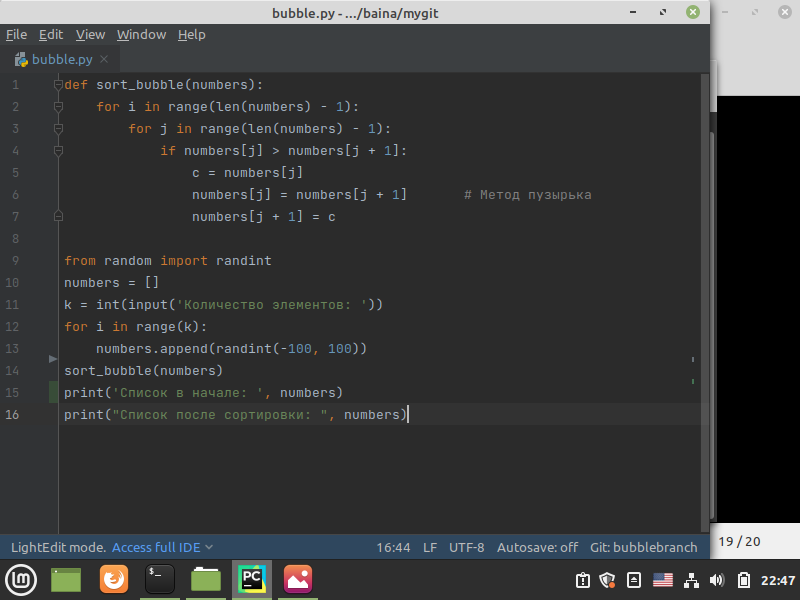 bubble.py - .../baina/mygit
File Edit View Window Help
bubble.py
1 def sort_bubble(numbers):
2     for i in range(len(numbers) - 1):
3         for j in range(len(numbers) - 1):
4             if numbers[j] > numbers[j + 1]:
5                 c = numbers[j]
6                 numbers[j] = numbers[j + 1]       # Метод пузырька
7                 numbers[j + 1] = c
8
9 from random import randint
10 numbers = []
11 k = int(input('Количество элементов: '))
12 for i in range(k):
13     numbers.append(randint(-100, 100))
14 sort_bubble(numbers)
15 print('Список в начале: ', numbers)
16 print("Список после сортировки: ", numbers)
LightEdit mode. Access full IDE 16:44 LF UTF-8 Autosave: off Git: bubblebranch
19 / 20
$_
PC
22:47